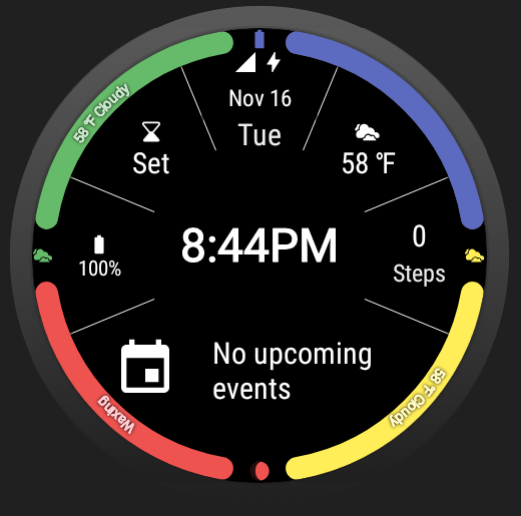 58 °F Cloudy
Nov 16
Tue
Set
58 °F
8:44PM
100%
0
Steps
No upcoming
events
Waxing
58 °F Cloudy